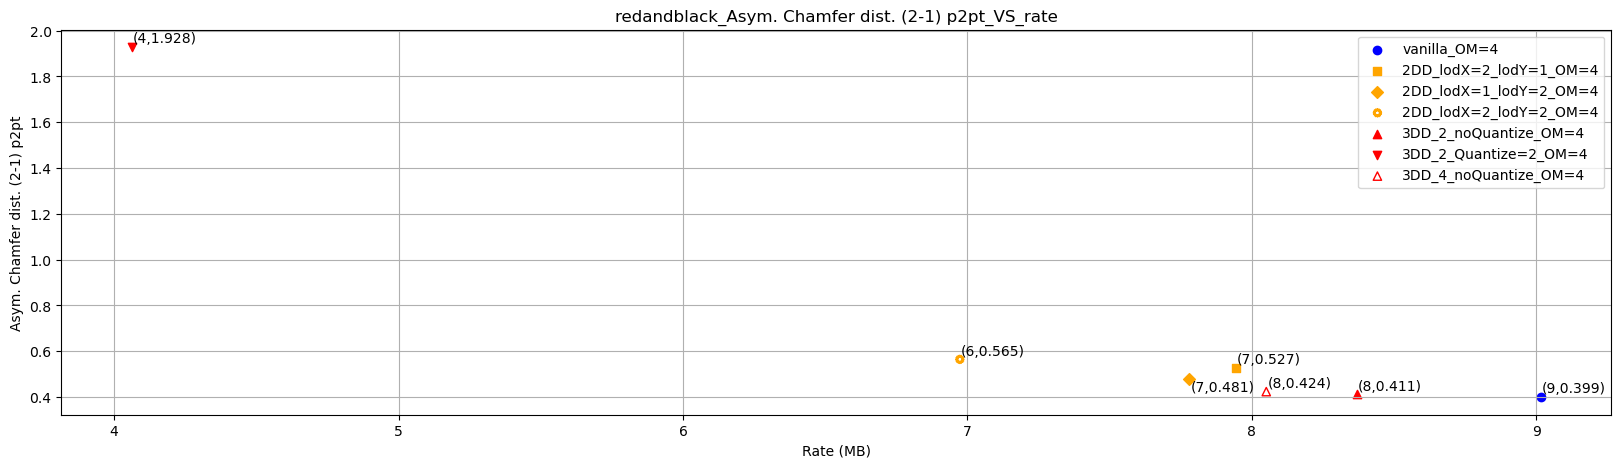 redandblack_Asym. Chamfer dist. (2-1) p2pt_VS_rate
Asym. Chamfer dist. (2-1) p2pt
2.0
1.8
1.6
1.4
1.2
1.0
0.8
0.6
0.4
(4,1.928)
(6,0.565)
(7,0.527)
(7,0.481)
(8,0.424)
(8,0.411)
(9,0.399)
vanilla_OM=4
2DD_lodX=2_lodY=1_OM=4
2DD_lodX=1_lodY=2_OM=4
2DD_lodX=2_lodY=2_OM=4
3DD_2_noQuantize_OM=4
3DD_2_Quantize=2_OM=4
3DD_4_noQuantize_OM=4
4 5 6 7 8 9
Rate (MB)